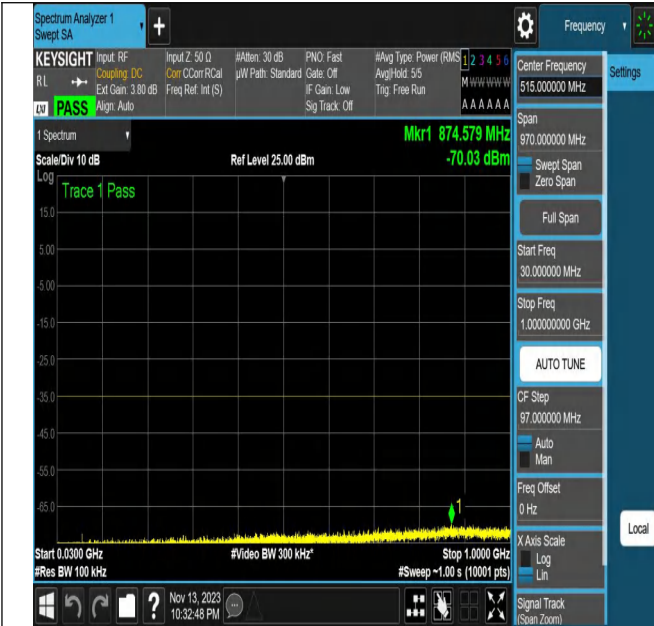 Spectrum Analyzer 1
Swept SA
+
Frequency
KEYSIGHT
RL
PASS
Input: RF
Coupling: DC
Ext Gain: 3.80 dB
Align: Auto
Input Z: 50 Ω
Corr CCorr RCal
Freq Ref: Int (S)
#Atten: 30 dB
µW Path: Standard
PNO: Fast
Gate: Off
IF Gain: Low
Sig Track: Off
#Avg Type: Power (RMS
Avg|Hold: 5/5
Trig: Free Run
1 2 3 4 5 6
M W W W W W
A A A A A A
1 Spectrum
Scale/Div 10 dB
Ref Level 25.00 dBm
Mkr1 874.579 MHz
-70.03 dBm
Log
Trace 1 Pass
15.0
5.00
-5.00
-15.0
-25.0
-35.0
-45.0
-55.0
-65.0
1
Start 0.0300 GHz
#Video BW 300 kHz*
Stop 1.0000 GHz
#Res BW 100 kHz
#Sweep ~1.00 s (10001 pts)
?
Nov 13, 2023
10:32:48 PM
Center Frequency
515.000000 MHz
Span
970.000000 MHz
Swept Span
Zero Span
Full Span
Start Freq
30.000000 MHz
Stop Freq
1.000000000 GHz
AUTO TUNE
CF Step
97.000000 MHz
Auto
Man
Freq Offset
0 Hz
X Axis Scale
Log
Lin
Signal Track
(Span Zoom)
Settings
Local